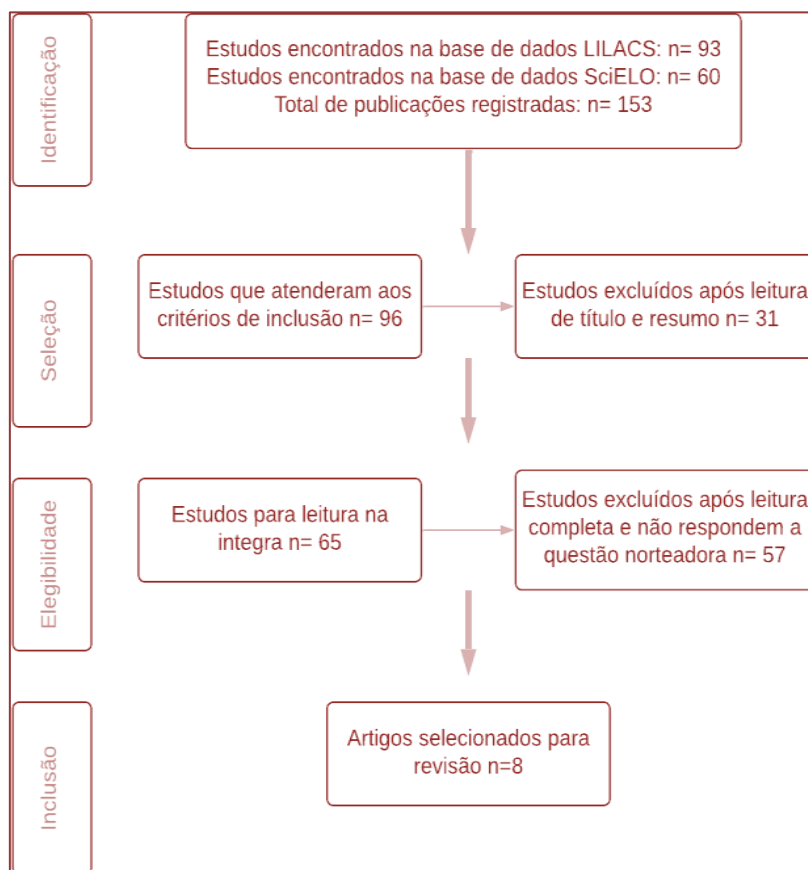 Identificação
Estudos encontrados na base de dados LILACS: n= 93
Estudos encontrados na base de dados SciELO: n= 60
Total de publicações registradas: n= 153
Seleção
Estudos que atenderam aos
critérios de inclusão n= 96
Estudos excluídos após leitura
de título e resumo n= 31
Elegibilidade
Estudos para leitura na
integra n= 65
Estudos excluídos após leitura
completa e não respondem a
questão norteadora n= 57
Inclusão
Artigos selecionados para
revisão n=8